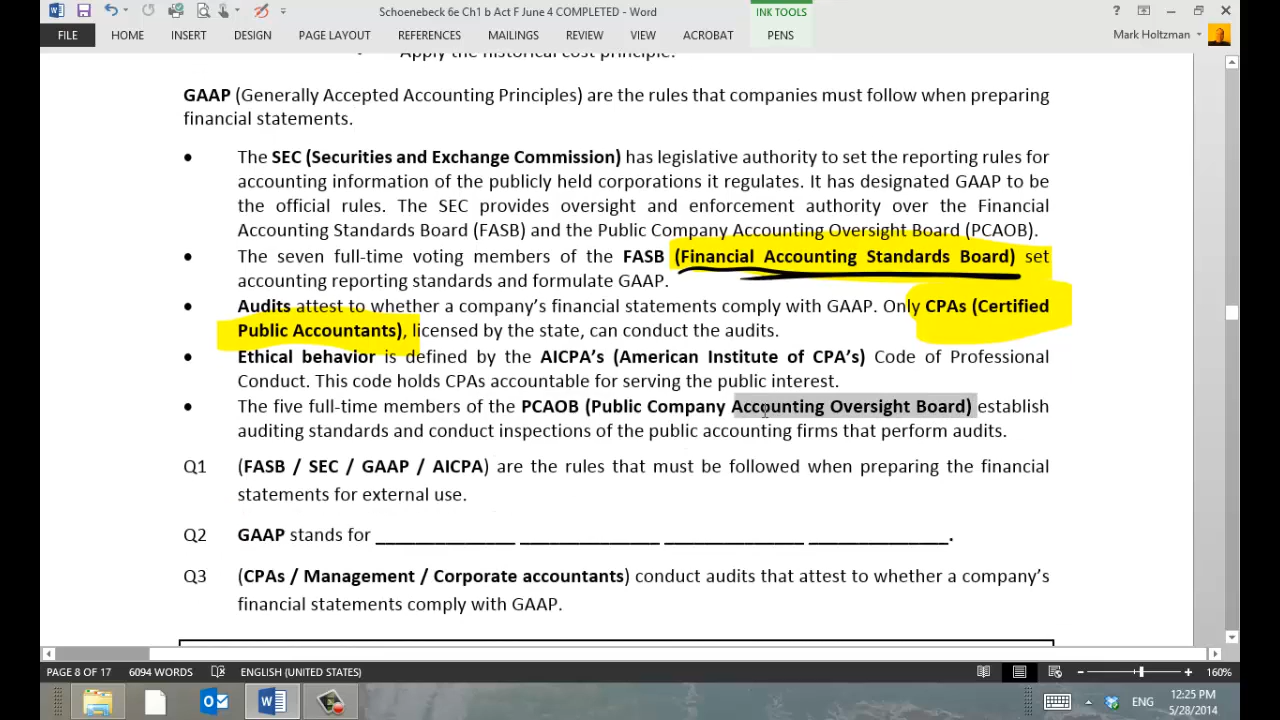 Schoenebeck 6e Ch1 b Act F June 4 COMPLETED - Word
INK TOOLS
?
FILE HOME INSERT DESIGN PAGE LAYOUT REFERENCES MAILINGS REVIEW VIEW ACROBAT PENS
Mark Holtzman
Apply the historical cost principle.
GAAP (Generally Accepted Accounting Principles) are the rules that companies must follow when preparing
financial statements.
• The SEC (Securities and Exchange Commission) has legislative authority to set the reporting rules for
accounting information of the publicly held corporations it regulates. It has designated GAAP to be
the official rules. The SEC provides oversight and enforcement authority over the Financial
Accounting Standards Board (FASB) and the Public Company Accounting Oversight Board (PCAOB).
• The seven full-time voting members of the FASB (Financial Accounting Standards Board) set
accounting reporting standards and formulate GAAP.
• Audits attest to whether a company's financial statements comply with GAAP. Only CPAs (Certified
Public Accountants), licensed by the state, can conduct the audits.
• Ethical behavior is defined by the AICPA's (American Institute of CPA's) Code of Professional
Conduct. This code holds CPAs accountable for serving the public interest.
• The five full-time members of the PCAOB (Public Company Accounting Oversight Board) establish
auditing standards and conduct inspections of the public accounting firms that perform audits.
Q1 (FASB / SEC / GAAP / AICPA) are the rules that must be followed when preparing the financial
statements for external use.
Q2 GAAP stands for ______________ ______________ ______________ ______________.
Q3 (CPAs / Management / Corporate accountants) conduct audits that attest to whether a company's
financial statements comply with GAAP.
PAGE 8 OF 17 6094 WORDS ENGLISH (UNITED STATES) 160%
ENG
12:25 PM
5/28/2014